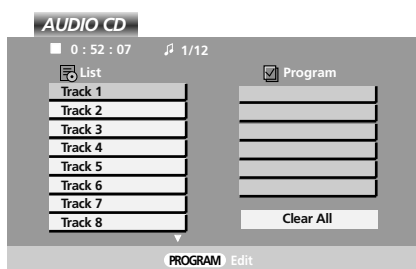 AUDIO CD
0 : 52 : 07 1/12
List
Program
Track 1
Track 2
Track 3
Track 4
Track 5
Track 6
Track 7
Track 8
Clear All
PROGRAM Edit